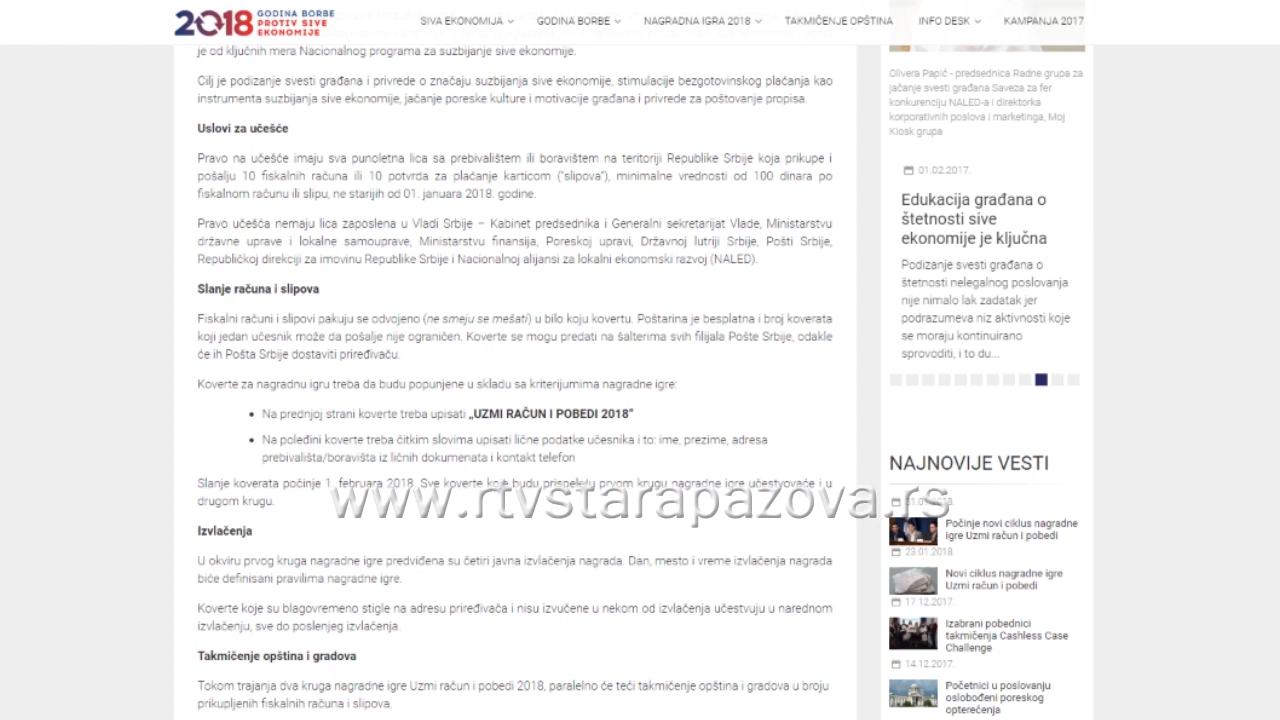 2018 GODINA BORBE
PROTIV SIVE
EKONOMIJE
SIVA EKONOMIJA
GODINA BORBE
NAGRADNA IGRA 2018
TAKMIČENJE OPŠTINA
INFO DESK
KAMPANJA 2017
je od ključnih mera Nacionalnog programa za suzbijanje sive ekonomije.
Cilj je podizanje svesti građana i privrede o značaju suzbijanja sive ekonomije, stimulacije bezgotovinskog plaćanja kao
instrumenta suzbijanja sive ekonomije, jačanje poreske kulture i motivacije građana i privrede za poštovanje propisa.
Uslovi za učešće
Pravo na učešće imaju sva punoletna lica sa prebivalištem ili boravištem na teritoriji Republike Srbije koja prikupe i
pošalju 10 fiskalnih računa ili 10 potvrda za plaćanje karticom ("slipova"), minimalne vrednosti od 100 dinara po
fiskalnom računu ili slipu, ne starijih od 01. januara 2018. godine.
Pravo učešća nemaju lica zaposlena u Vladi Srbije – Kabinet predsednika i Generalni sekretarijat Vlade, Ministarstvu
državne uprave i lokalne samouprave, Ministarstvu finansija, Poreskoj upravi, Državnoj lutriji Srbije, Pošti Srbije,
Republičkoj direkciji za imovinu Republike Srbije i Nacionalnoj alijansi za lokalni ekonomski razvoj (NALED).
Slanje računa i slipova
Fiskalni računi i slipovi pakuju se odvojeno (ne smeju se mešati) u bilo koju kovertu. Poštarina je besplatna i broj koverata
koji jedan učesnik može da pošalje nije ograničen. Koverte se mogu predati na šalterima svih filijala Pošte Srbije, odakle
će ih Pošta Srbije dostaviti priređivaču.
Koverte za nagradnu igru treba da budu popunjene u skladu sa kriterijumima nagradne igre:
• Na prednjoj strani koverte treba upisati „UZMI RAČUN I POBEDI 2018“
• Na poleđini koverte treba čitkim slovima upisati lične podatke učesnika i to: ime, prezime, adresa
prebivališta/boravišta iz ličnih dokumenata i kontakt telefon
Slanje koverata počinje 1. februara 2018. Sve koverte koje budu prispele u prvom krugu nagradne igre učestvovaće i u
drugom krugu.
Izvlačenja
U okviru prvog kruga nagradne igre predviđena su četiri javna izvlačenja nagrada. Dan, mesto i vreme izvlačenja nagrada
biće definisani pravilima nagradne igre.
Koverte koje su blagovremeno stigle na adresu priređivača i nisu izvučene u nekom od izvlačenja učestvuju u narednom
izvlačenju, sve do poslenjeg izvlačenja.
Takmičenje opština i gradova
Tokom trajanja dva kruga nagradne igre Uzmi račun i pobedi 2018, paralelno će teći takmičenje opština i gradova u broju
prikupljenih fiskalnih računa i slipova.
Olivera Papić - predsednica Radne grupa za
jačanje svesti građana Saveza za fer
konkurenciju NALED-a i direktorka
korporativnih poslova i marketinga, Moj
Kiosk grupa
01.02.2017.
Edukacija građana o
štetnosti sive
ekonomije je ključna
Podizanje svesti građana o
štetnosti nelegalnog poslovanja
nije nimalo lak zadatak jer
podrazumeva niz aktivnosti koje
se moraju kontinuirano
sprovoditi, i to du...
NAJNOVIJE VESTI
Počinje novi ciklus nagradne
igre Uzmi račun i pobedi
23.01.2018.
Novi ciklus nagradne igre
Uzmi račun i pobedi
17.12.2017.
Izabrani pobednici
takmičenja Cashless Case
Challenge
14.12.2017.
Početnici u poslovanju
oslobođeni poreskog
opterećenja
www.rtvstarapazova.rs